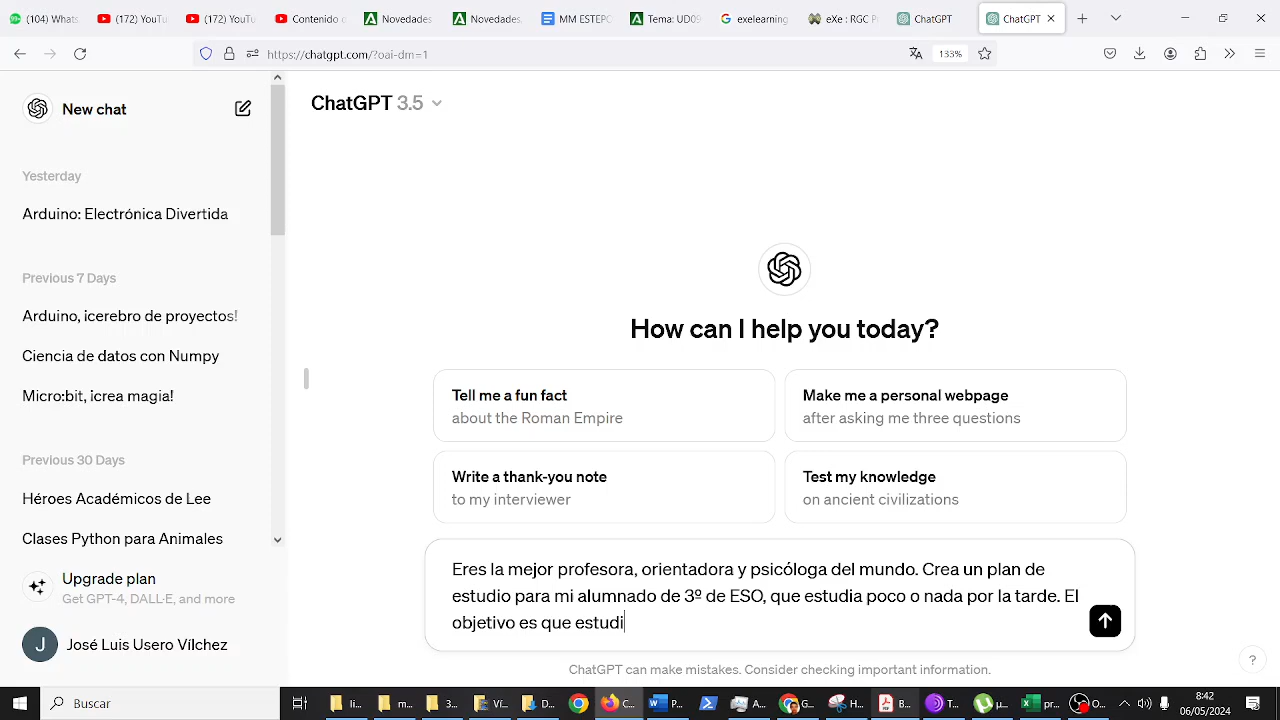 (104) Whats
(172) YouTu
(172) YouT
Contenido d
Novedades
Novedades
MM ESTEPO
Tema: UD09
exelearning
eXe : RGC P
ChatGPT
ChatGPT
https://chatgpt.com/?oai-dm=1
133%
New chat
ChatGPT 3.5
Yesterday
Arduino: Electrónica Divertida
Previous 7 Days
Arduino, ¡cerebro de proyectos!
Ciencia de datos con Numpy
Micro:bit, ¡crea magia!
Previous 30 Days
Héroes Académicos de Lee
Clases Python para Animales
Upgrade plan
Get GPT-4, DALL·E, and more
J
José Luis Usero Vílchez
How can I help you today?
Tell me a fun fact
about the Roman Empire
Make me a personal webpage
after asking me three questions
Write a thank-you note
to my interviewer
Test my knowledge
on ancient civilizations
Eres la mejor profesora, orientadora y psicóloga del mundo. Crea un plan de
estudio para mi alumnado de 3º de ESO, que estudia poco o nada por la tarde. El
objetivo es que estudi
ChatGPT can make mistakes. Consider checking important information.
?
Buscar
m
3.
Vi
D
C
P
A
G
H
B
T
X
O
8:42
06/05/2024